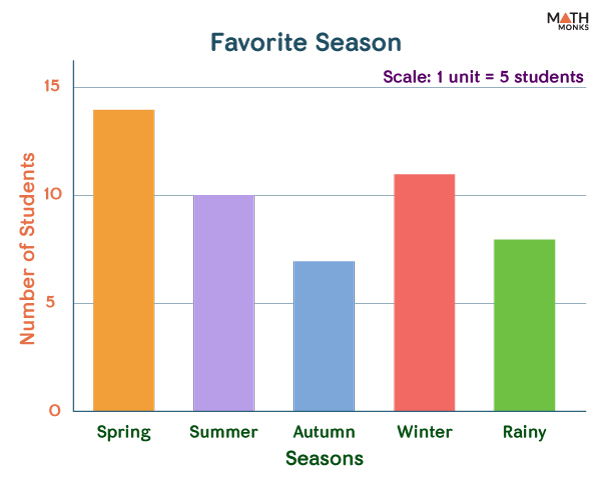 MATH
MONKS
Favorite Season
Scale: 1 unit = 5 students
Number of Students
15
10
5
0
Spring Summer Autumn Winter Rainy
Seasons